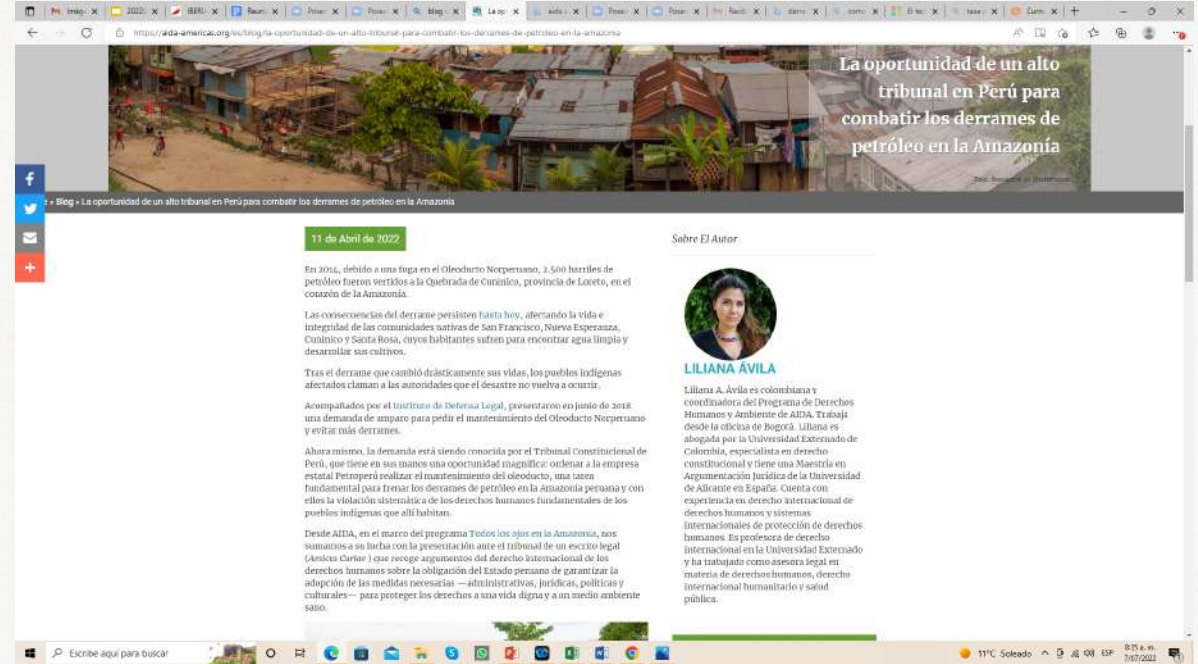 2022:
https://aida-americas.org/es/blog/la-oportunidad-de-un-alto-tribunal-para-combatir-los-derrames-de-petroleo-en-la-amazonia
La oportunidad de un alto
tribunal en Perú para
combatir los derrames de
petróleo en la Amazonía
» Blog » La oportunidad de un alto tribunal en Perú para combatir los derrames de petróleo en la Amazonía
11 de Abril de 2022
En 2014, debido a una fuga en el Oleoducto Norperuano, 2.500 barriles de
petróleo fueron vertidos a la Quebrada de Cuninico, provincia de Loreto, en el
corazón de la Amazonía.
Las consecuencias del derrame persisten hasta hoy, afectando la vida e
integridad de las comunidades nativas de San Francisco, Nueva Esperanza,
Cuninico y Santa Rosa, cuyos habitantes sufren para encontrar agua limpia y
desarrollar sus cultivos.
Tras el derrame que cambió drásticamente sus vidas, los pueblos indígenas
afectados claman a las autoridades que el desastre no vuelva a ocurrir.
Acompañados por el Instituto de Defensa Legal, presentaron en junio de 2018
una demanda de amparo para pedir el mantenimiento del Oleoducto Norperuano
y evitar más derrames.
Ahora mismo, la demanda está siendo conocida por el Tribunal Constitucional de
Perú, que tiene en sus manos una oportunidad magnífica: ordenar a la empresa
estatal Petroperú realizar el mantenimiento del oleoducto, una tarea
fundamental para frenar los derrames de petróleo en la Amazonía peruana y con
ellos la violación sistemática de los derechos humanos fundamentales de los
pueblos indígenas que allí habitan.
Desde AIDA, en el marco del programa Todos los ojos en la Amazonía, nos
sumamos a su lucha con la presentación ante el tribunal de un escrito legal
(Amicus Curiae ) que recoge argumentos del derecho internacional de los
derechos humanos sobre la obligación del Estado peruano de garantizar la
adopción de las medidas necesarias —administrativas, jurídicas, políticas y
culturales— para proteger los derechos a una vida digna y a un medio ambiente
sano.
Sobre El Autor
LILIANA ÁVILA
Liliana A. Ávila es colombiana y
coordinadora del Programa de Derechos
Humanos y Ambiente de AIDA. Trabaja
desde la oficina de Bogotá. Liliana es
abogada por la Universidad Externado de
Colombia, especialista en derecho
constitucional y tiene una Maestría en
Argumentación Jurídica de la Universidad
de Alicante en España. Cuenta con
experiencia en derecho internacional de
derechos humanos y sistemas
internacionales de protección de derechos
humanos. Es profesora de derecho
internacional en la Universidad Externado
y ha trabajado como asesora legal en
materia de derechos humanos, derecho
internacional humanitario y salud
pública.
Escribe aquí para buscar
11°C Soleado
ESP
8:15 a. m.
7/07/2022